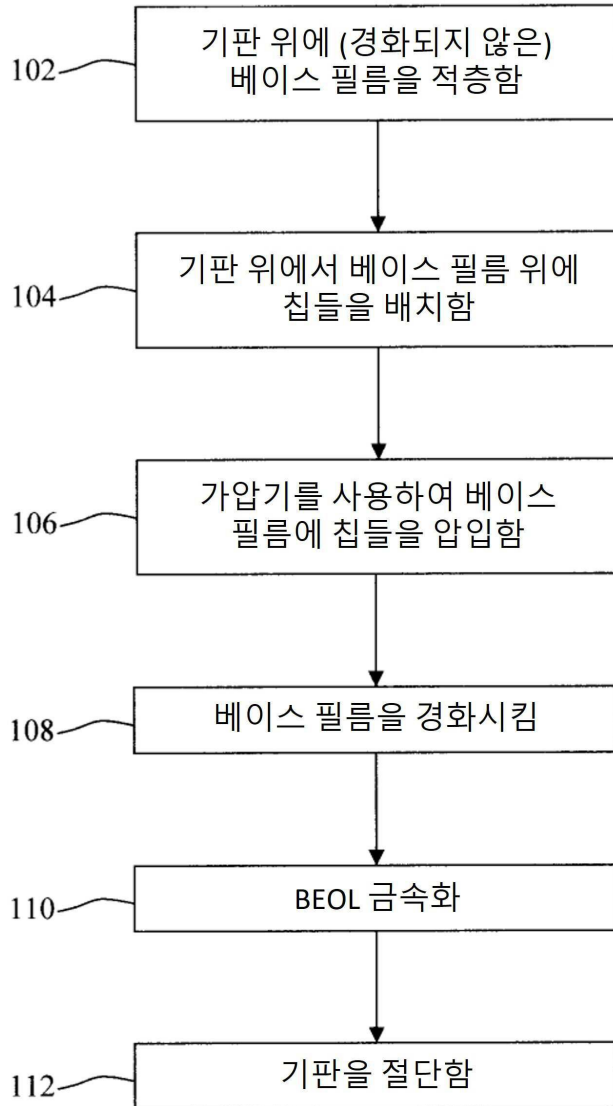 102
기판 위에 (경화되지 않은)
베이스 필름을 적층함
104
기판 위에서 베이스 필름 위에
칩들을 배치함
106
가압기를 사용하여 베이스
필름에 칩들을 압입함
108
베이스 필름을 경화시킴
110
BEOL 금속화
112
기판을 절단함